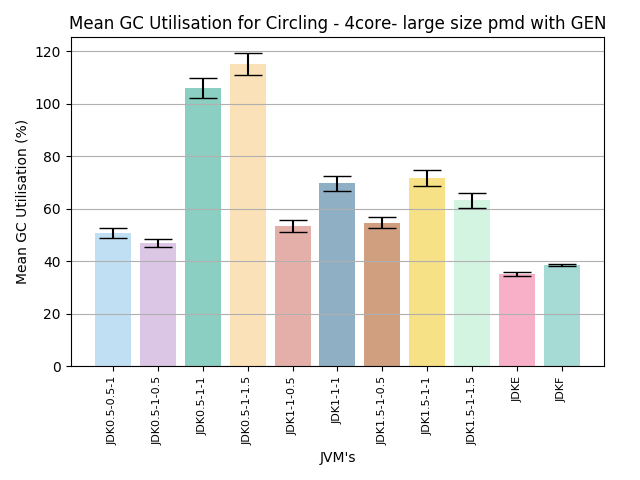 Mean GC Utilisation for Circling - 4core- large size pmd with GEN
Mean GC Utilisation (%)
120
100
80
60
40
20
0
JDK0.5-0.5-1
JDK0.5-1-0.5
JDK0.5-1-1
JDK0.5-1-1.5
JDK1-1-0.5
JDK1-1-1
JDK1.5-1-0.5
JDK1.5-1-1
JDK1.5-1-1.5
JDKE
JDKF
JVM's